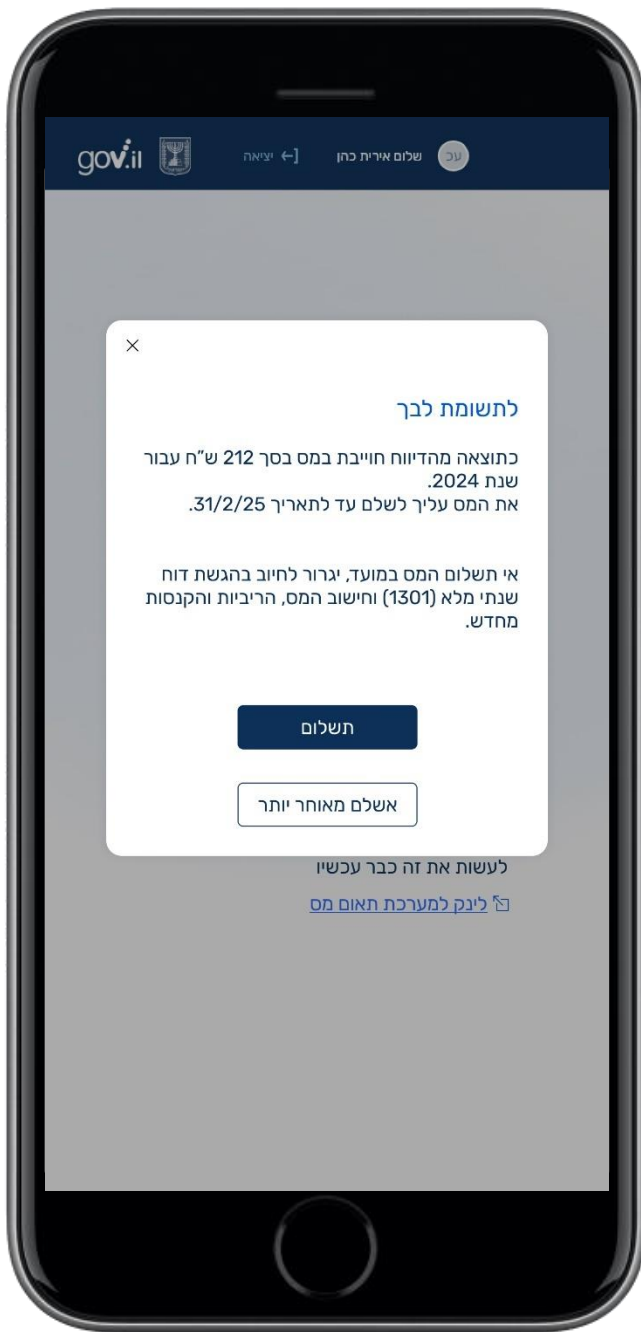 עכ שלום אירית כהן יציאה gov.il
לתשומת לבך
כתוצאה מהדיווח חוייבת במס בסך 212 ש״ח עבור
שנת 2024.
את המס עליך לשלם עד לתאריך 31/2/25.
אי תשלום המס במועד, יגרור לחיוב בהגשת דוח
שנתי מלא (1301) וחישוב המס, הריביות והקנסות
מחדש.
תשלום
אשלם מאוחר יותר
לעשות את זה כבר עכשיו
לינק למערכת תאום מס